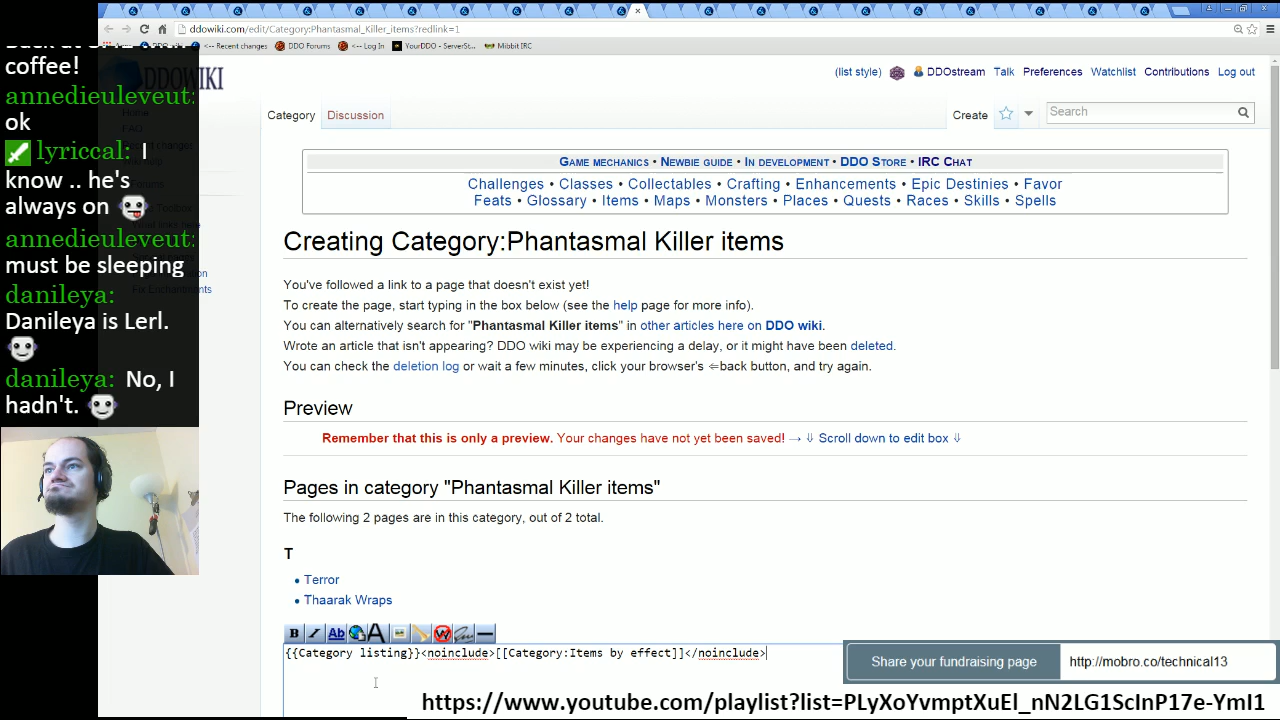 ddowiki.com/edit/Category:Phantasmal_Killer_items?redlink=1
<-- Recent changes DDO Forums <-- Log In YourDDO - ServerSt... Mibbit IRC
coffee!
annedieuleveut:
ok
lyriccal: I
know .. he's
always on
annedieuleveut:
must be sleeping
danileya:
Danileya is Lerl.
danileya: No, I
hadn't.
DDOWIKI
Home
FAQ
(list style) DDOstream Talk Preferences Watchlist Contributions Log out
Category Discussion Create Search
Game mechanics • Newbie guide • In development • DDO Store • IRC Chat
Challenges • Classes • Collectables • Crafting • Enhancements • Epic Destinies • Favor
Feats • Glossary • Items • Maps • Monsters • Places • Quests • Races • Skills • Spells
Creating Category:Phantasmal Killer items
You've followed a link to a page that doesn't exist yet!
To create the page, start typing in the box below (see the help page for more info).
You can alternatively search for "Phantasmal Killer items" in other articles here on DDO wiki.
Wrote an article that isn't appearing? DDO wiki may be experiencing a delay, or it might have been deleted.
You can check the deletion log or wait a few minutes, click your browser's ⇐back button, and try again.
Preview
Remember that this is only a preview. Your changes have not yet been saved! → ⇩ Scroll down to edit box ⇩
Pages in category "Phantasmal Killer items"
The following 2 pages are in this category, out of 2 total.
T
• Terror
• Thaarak Wraps
B I Ab A W
{{Category listing}}<noinclude>[[Category:Items by effect]]</noinclude>
Share your fundraising page http://mobro.co/technical13
https://www.youtube.com/playlist?list=PLyXoYvmptXuEl_nN2LG1ScInP17e-YmI1
Fix Enchantments